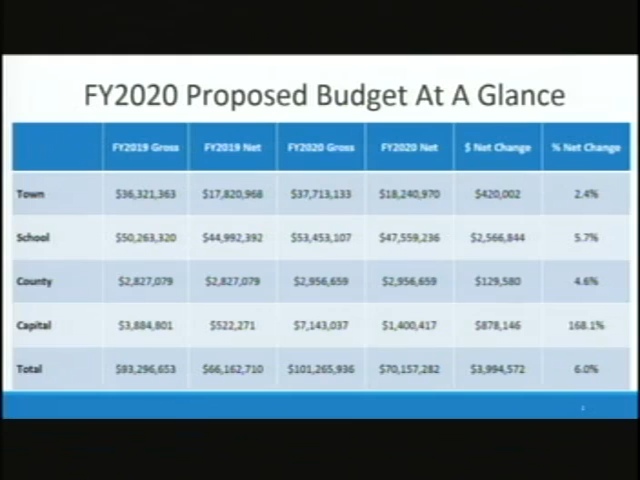 FY2020 Proposed Budget At A Glance
FY2019 Gross FY2019 Net FY2020 Gross FY2020 Net $ Net Change % Net Change
Town $36,321,363 $17,820,968 $37,713,133 $18,240,970 $420,002 2.4%
School $50,263,320 $44,992,392 $53,453,107 $47,559,236 $2,566,844 5.7%
County $2,827,079 $2,827,079 $2,956,659 $2,956,659 $129,580 4.6%
Capital $3,884,801 $522,271 $7,143,037 $1,400,417 $878,146 168.1%
Total $93,296,653 $66,162,710 $101,265,936 $70,157,282 $3,994,572 6.0%